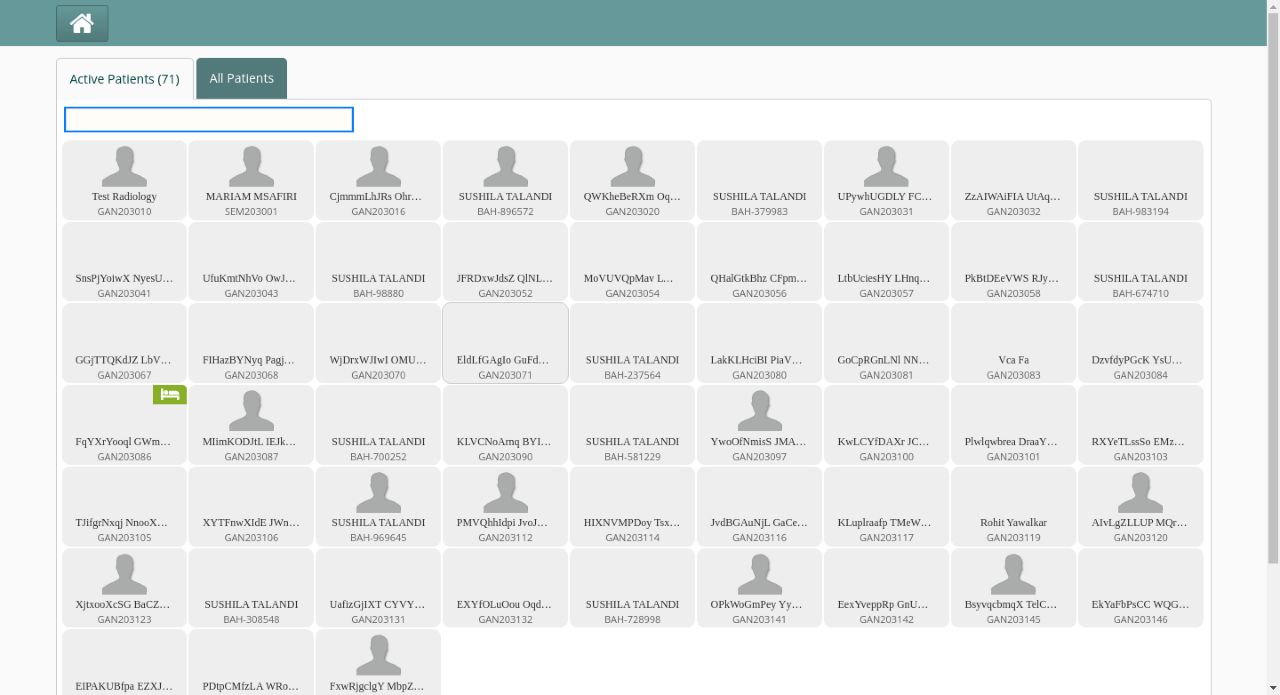 Active Patients (71)
All Patients
Test Radiology
GAN203010
MARIAM MSAFIRI
SEM203001
CjmmmLhJRs Ohr…
GAN203016
SUSHILA TALANDI
BAH-896572
QWKheBeRXm Oq…
GAN203020
SUSHILA TALANDI
BAH-379983
UPywhUGDLY FC…
GAN203031
ZzAIWAiFIA UtAq…
GAN203032
SUSHILA TALANDI
BAH-983194
SnsPjYoiwX NyesU…
GAN203041
UfuKmtNhVo OwJ…
GAN203043
SUSHILA TALANDI
BAH-98880
JFRDxwJdsZ QlNL…
GAN203052
MoVUVQpMav L…
GAN203054
QHalGtkBhz CFpm…
GAN203056
LtbUciesHY LHnq…
GAN203057
PkBtDEeVWS RJy…
GAN203058
SUSHILA TALANDI
BAH-674710
GGjTTQKdJZ LbV…
GAN203067
FIHazBYNyq Pagj…
GAN203068
WjDrxWJIwI OMU…
GAN203070
EldLfGAgIo GuFd…
GAN203071
SUSHILA TALANDI
BAH-237564
LakKLHciBI PiaV…
GAN203080
GoCpRGnLNl NN…
GAN203081
Vca Fa
GAN203083
DzvfdyPGcK YsU…
GAN203084
FqYXrYooql GWm…
GAN203086
MIimKODJtL IEJk…
GAN203087
SUSHILA TALANDI
BAH-700252
KLVCNoArnq BYI…
GAN203090
SUSHILA TALANDI
BAH-581229
YwoOfNmisS JMA…
GAN203097
KwLCYfDAXr JC…
GAN203100
Plwlqwbrea DraaY…
GAN203101
RXYeTLssSo EMz…
GAN203103
TJifgrNxqj NnooX…
GAN203105
XYTFnwXIdE JWn…
GAN203106
SUSHILA TALANDI
BAH-969645
PMVQhhIdpi JvoJ…
GAN203112
HIXNVMPDoy Tsx…
GAN203114
JvdBGAuNjL GaCe…
GAN203116
KLuplraafp TMeW…
GAN203117
Rohit Yawalkar
GAN203119
AIvLgZLLUP MQr…
GAN203120
XjtxooXcSG BaCZ…
GAN203123
SUSHILA TALANDI
BAH-308548
UafizGjIXT CYVY…
GAN203131
EXYfOLuOou Oqd…
GAN203132
SUSHILA TALANDI
BAH-728998
OPkWoGmPey Yy…
GAN203141
EexYveppRp GnU…
GAN203142
BsyvqcbmqX TelC…
GAN203145
EkYaFbPsCC WQG…
GAN203146
EIPAKUBfpa EZXJ…
PDtpCMfzLA WRo…
FxwRjgclgY MbpZ…